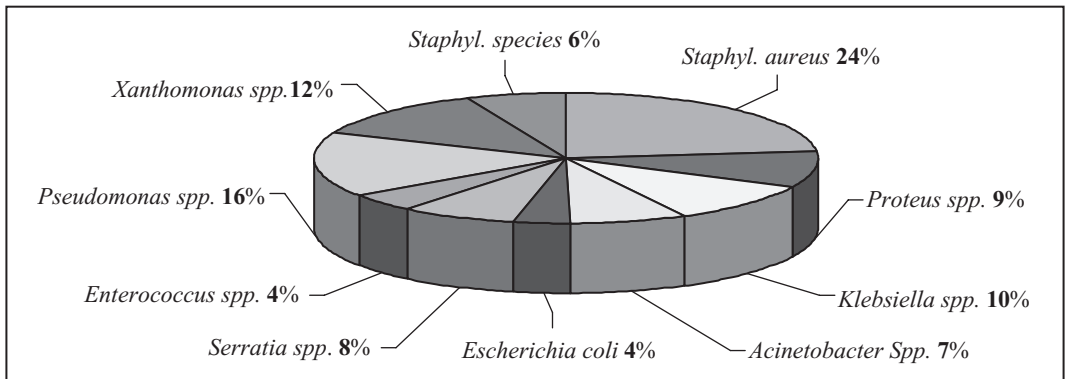 Staphyl. species 6%
Staphyl. aureus 24%
Xanthomonas spp.12%
Pseudomonas spp. 16%
Proteus spp. 9%
Enterococcus spp. 4%
Klebsiella spp. 10%
Serratia spp. 8%
Escherichia coli 4%
Acinetobacter Spp. 7%